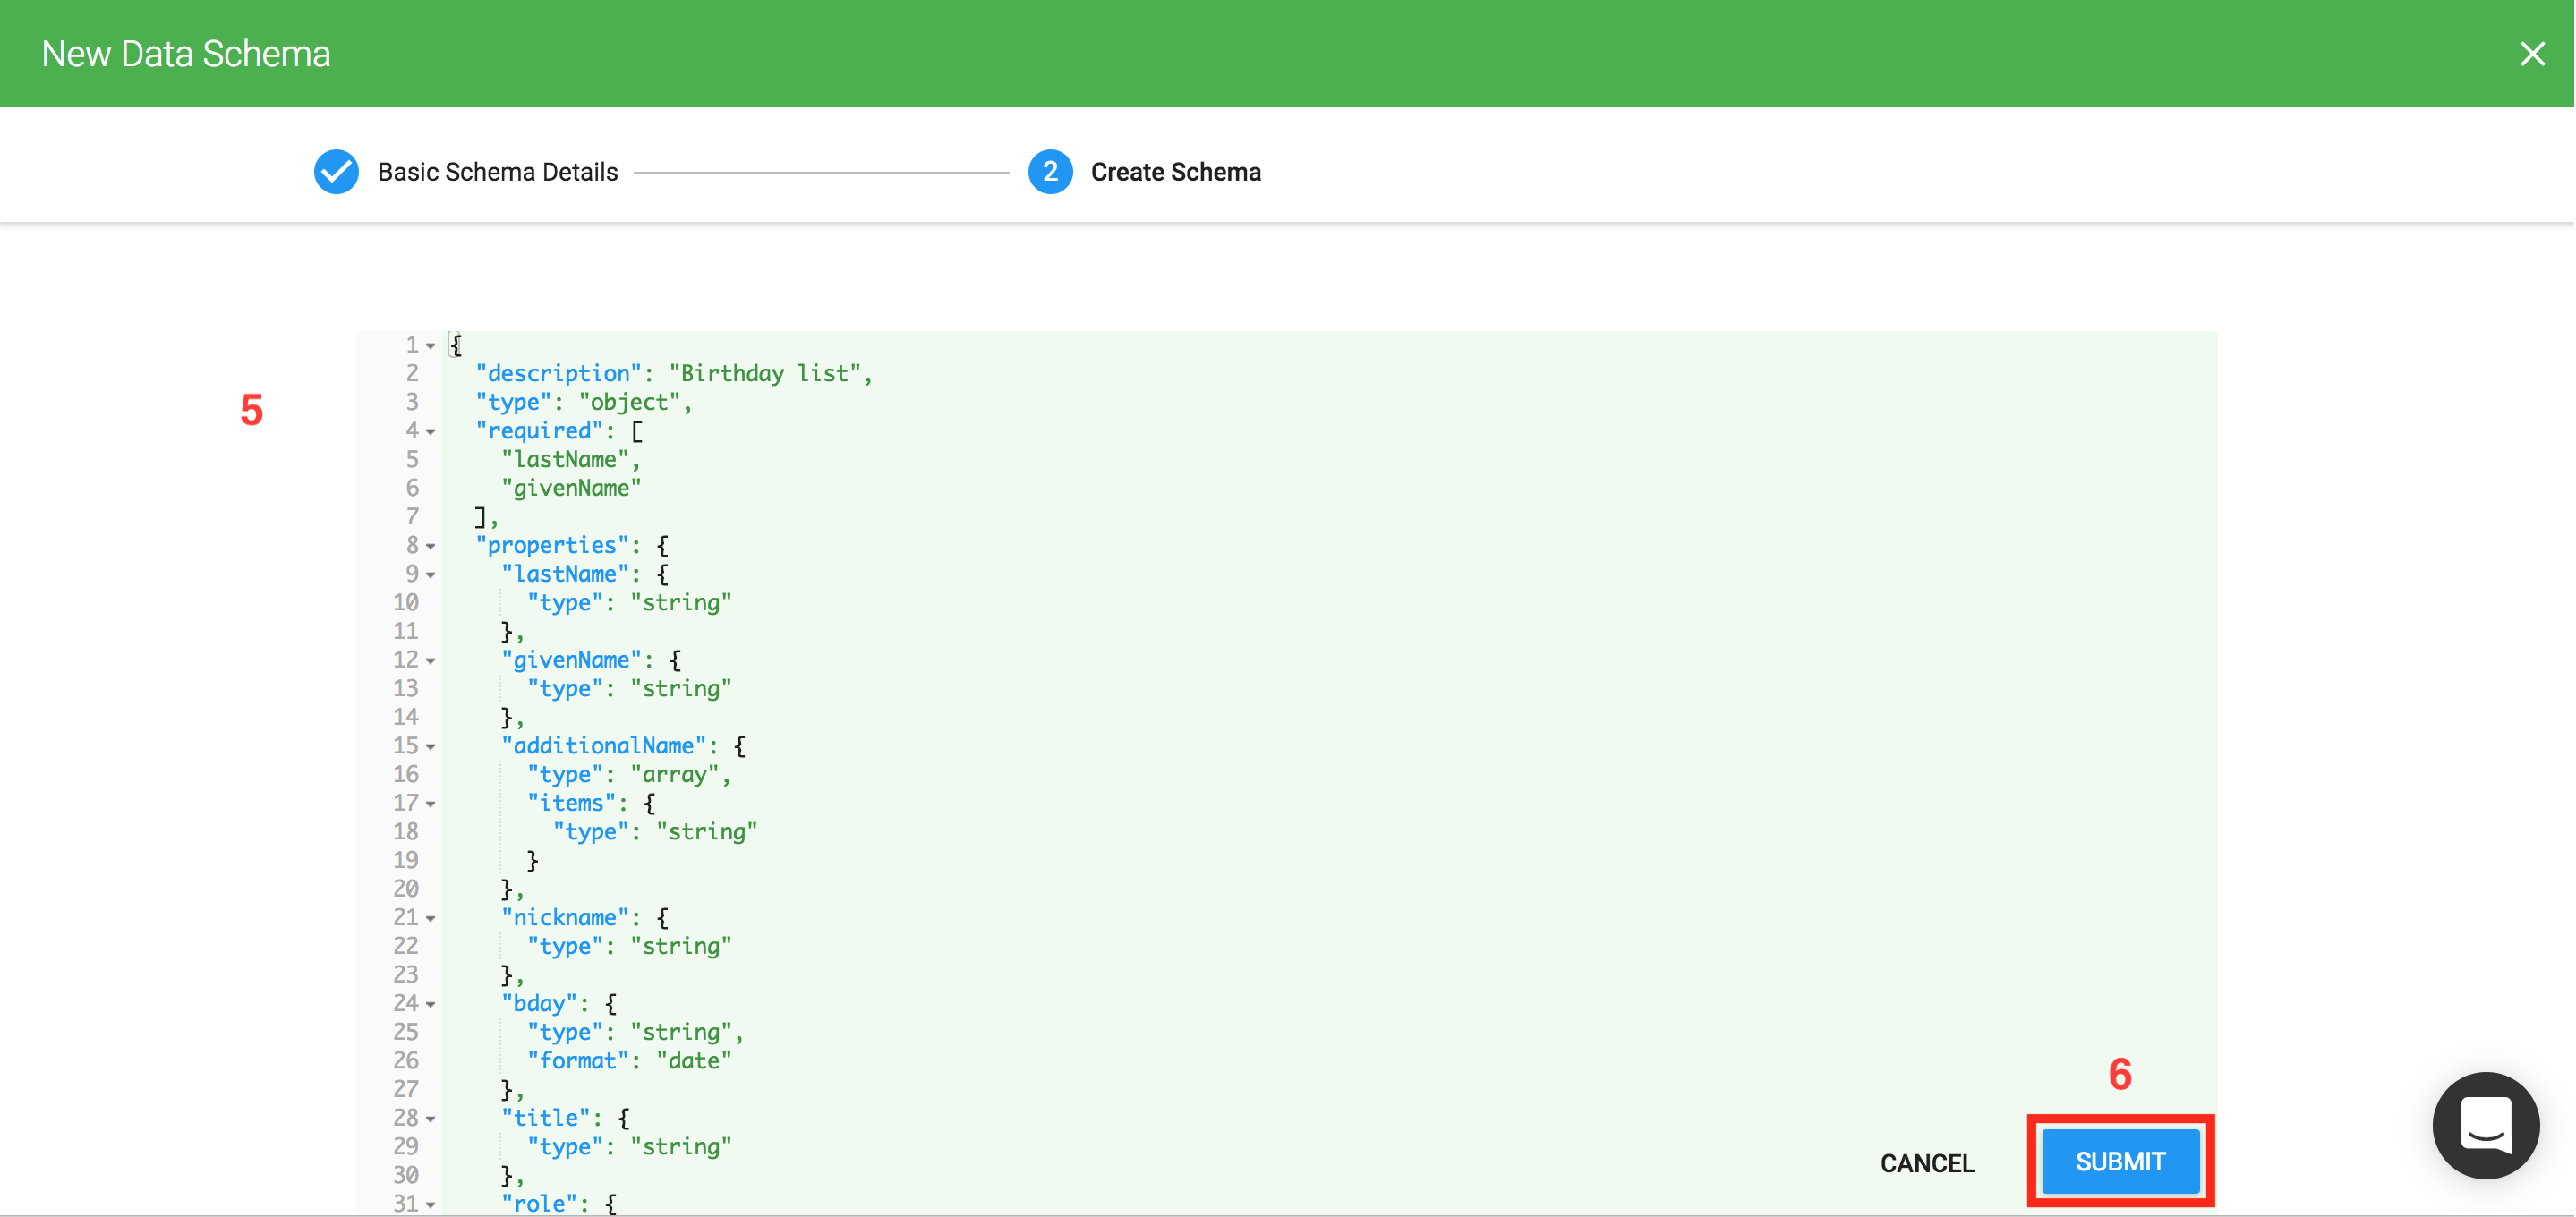 New Data Schema
Basic Schema Details
2 Create Schema
5
1 {
2 "description": "Birthday list",
3 "type": "object",
4 "required": [
5 "lastName",
6 "givenName"
7 ],
8 "properties": {
9 "lastName": {
10 "type": "string"
11 },
12 "givenName": {
13 "type": "string"
14 },
15 "additionalName": {
16 "type": "array",
17 "items": {
18 "type": "string"
19 }
20 },
21 "nickname": {
22 "type": "string"
23 },
24 "bday": {
25 "type": "string",
26 "format": "date"
27 },
28 "title": {
29 "type": "string"
30 },
31 "role": {
6
CANCEL
SUBMIT